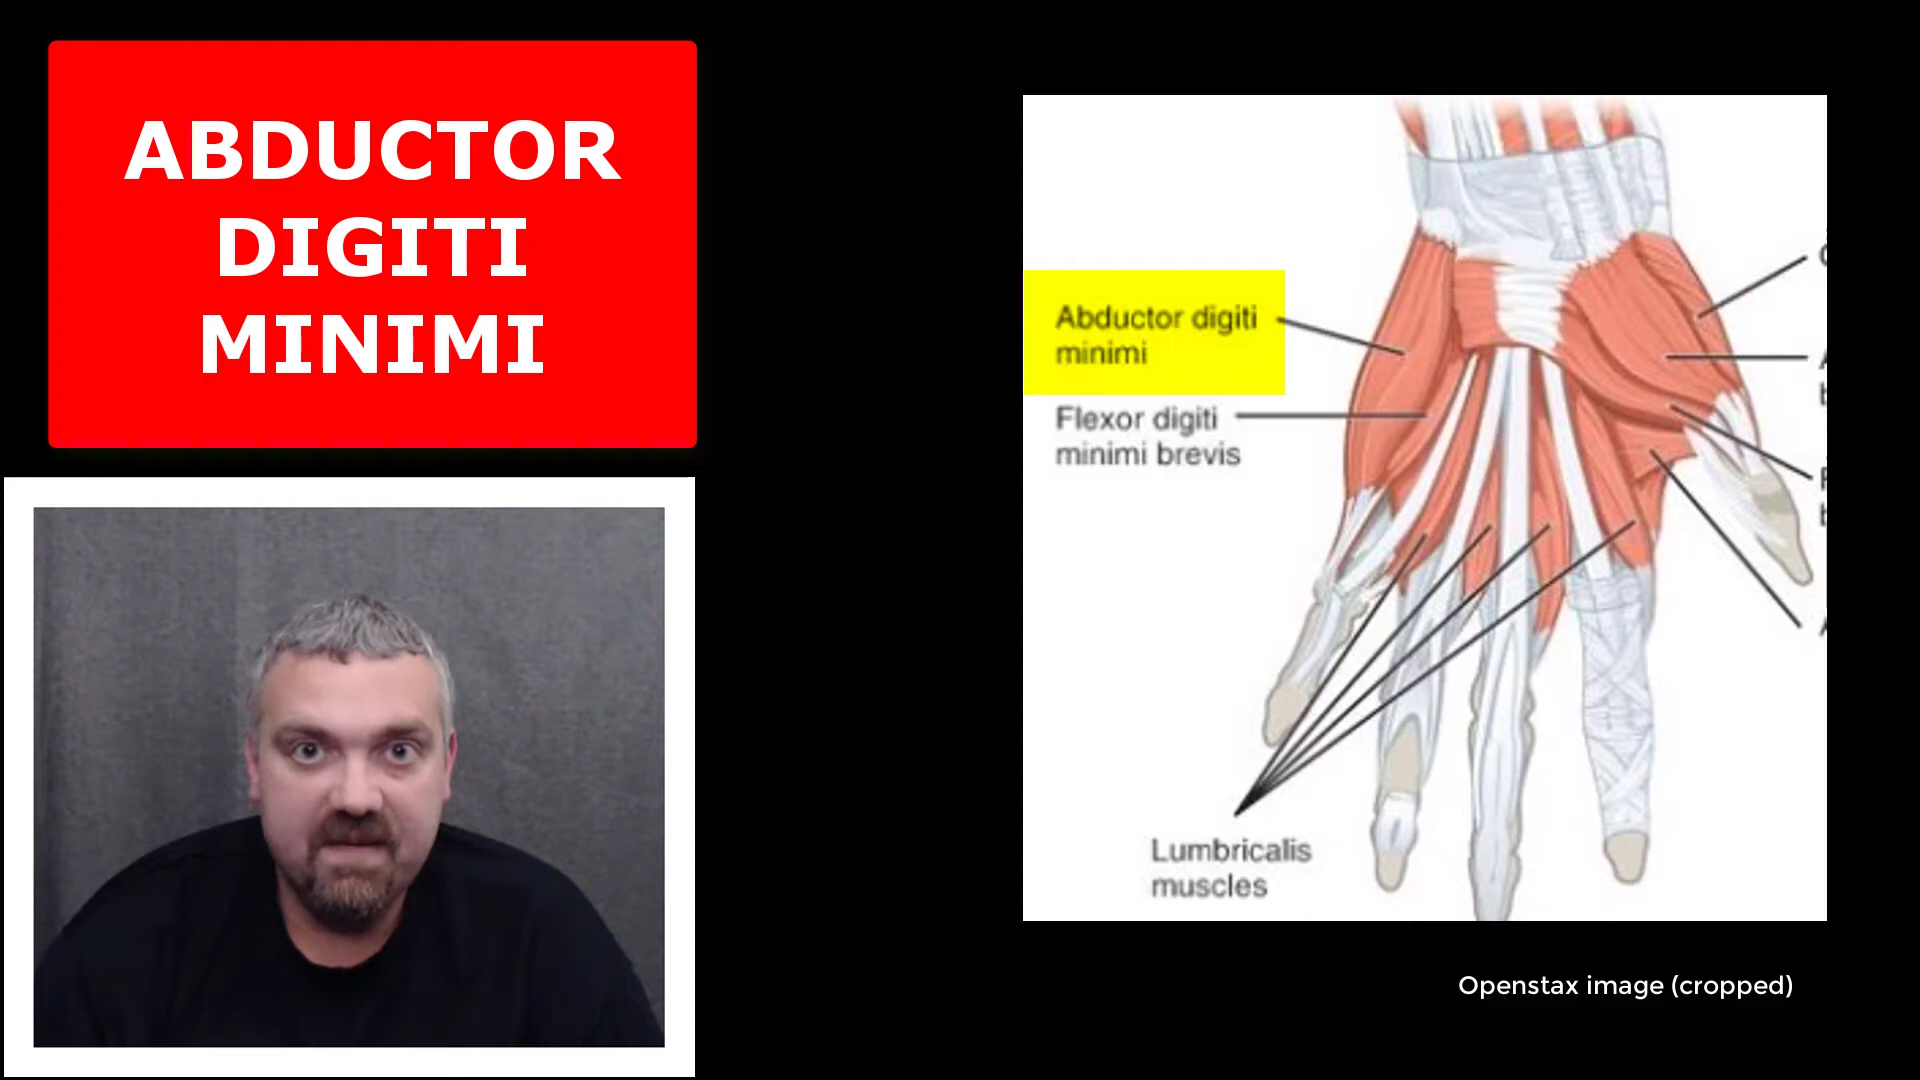 ABDUCTOR
DIGITI
MINIMI
Abductor digiti
minimi
Flexor digiti
minimi brevis
Lumbricalis
muscles
Openstax image (cropped)